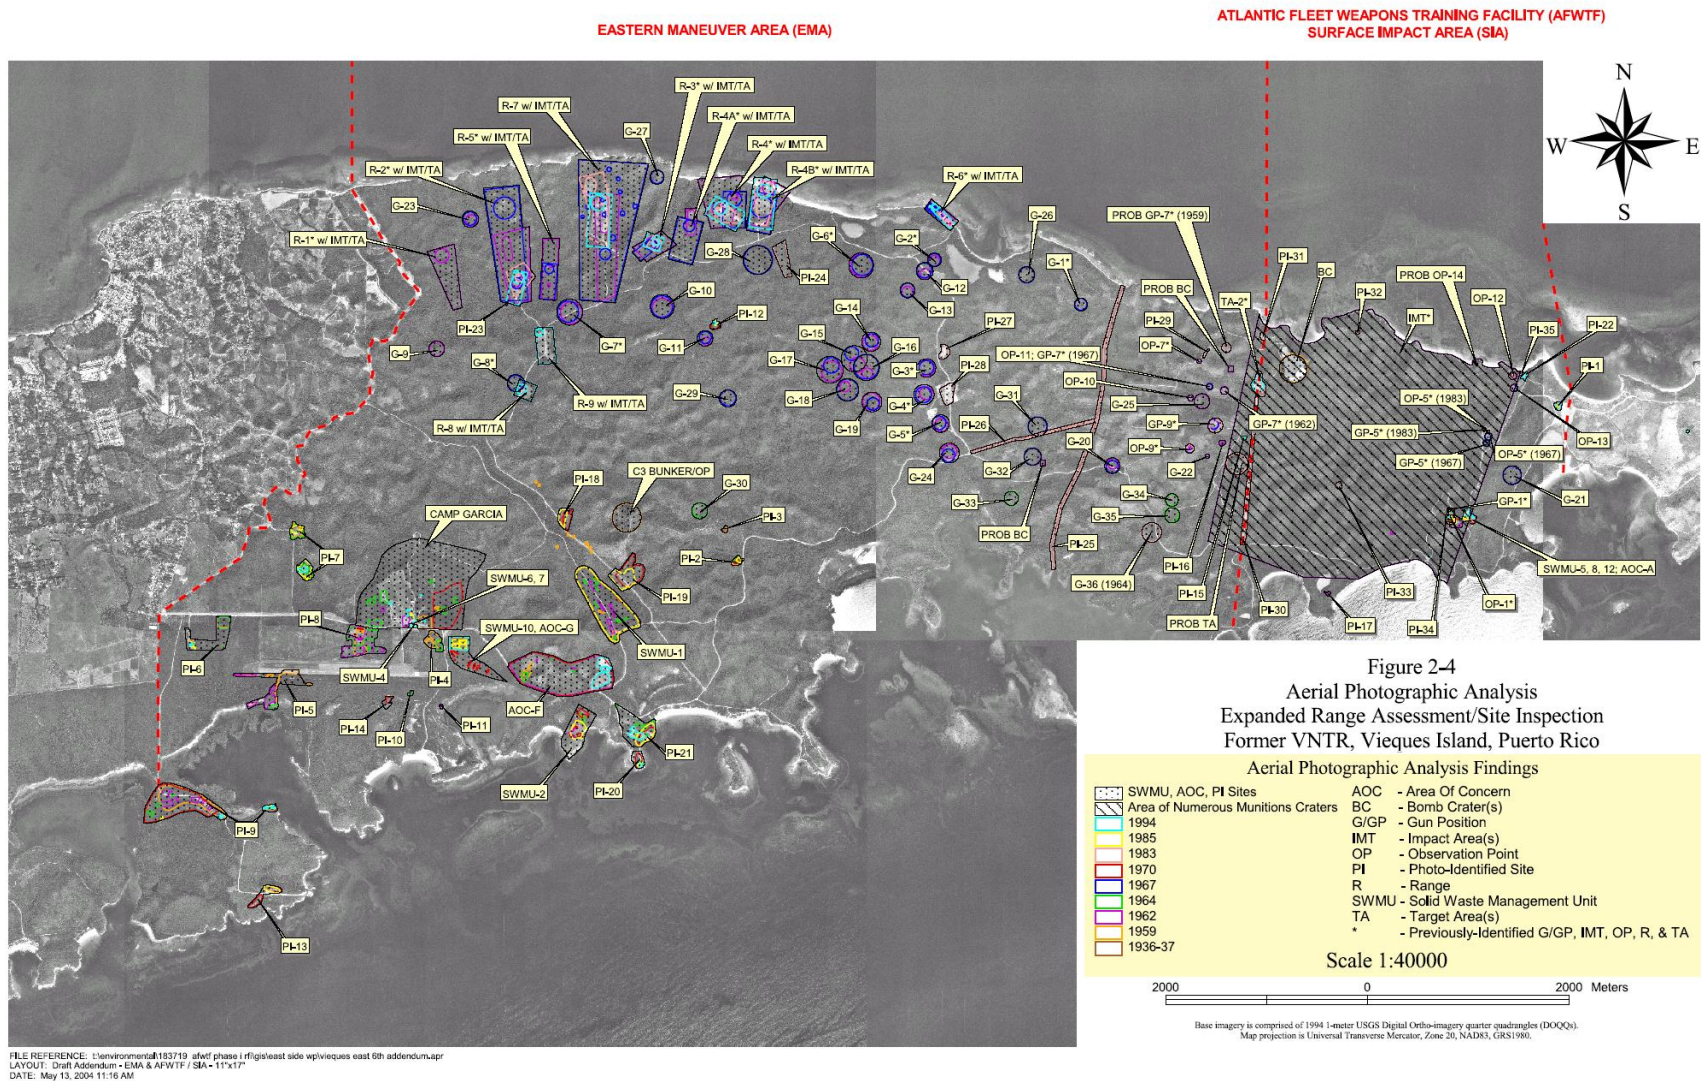 EASTERN MANEUVER AREA (EMA)
ATLANTIC FLEET WEAPONS TRAINING FACILITY (AFWTF)
SURFACE IMPACT AREA (SIA)
N
W
E
S
R-3* w/ IMT/TA
R-7 w/ IMT/TA
R-4A* w/ IMT/TA
G-27
R-5* w/ IMT/TA
R-4* w/ IMT/TA
R-2* w/ IMT/TA
R-4B* w/ IMT/TA
R-6* w/ IMT/TA
G-23
G-26
PROB GP-7* (1959)
R-1* w/ IMT/TA
G-6*
G-2*
G-28
PI-24
G-1*
PI-31
BC
PROB OP-14
G-10
G-12
PROB BC
PI-32
OP-12
TA-2*
G-14
G-13
PI-12
IMT*
PI-23
PI-29
PI-27
PI-35
PI-22
G-15
G-7*
G-11
G-16
OP-7*
G-9
G-17
OP-11; GP-7* (1967)
G-8*
G-3*
PI-28
PI-1
OP-10
G-29
G-18
G-31
OP-5* (1983)
R-9 w/ IMT/TA
G-4*
G-25
R-8 w/ IMT/TA
G-19
PI-26
GP-9*
GP-7* (1962)
GP-5* (1983)
G-5*
G-20
OP-13
OP-9*
OP-5* (1967)
GP-5* (1967)
C3 BUNKER/OP
G-32
G-22
PI-18
G-24
G-21
G-30
G-34
G-33
GP-1*
CAMP GARCIA
PI-3
G-35
PROB BC
PI-7
PI-25
PI-2
PI-16
SWMU-5, 8, 12; AOC-A
SWMU-6, 7
G-36 (1964)
PI-19
PI-15
PI-33
OP-1*
PI-30
PI-8
PROB TA
PI-17
PI-34
SWMU-10, AOC-G
SWMU-1
PI-6
SWMU-4
PI-4
PI-5
AOC-F
PI-14
PI-11
PI-10
PI-21
SWMU-2
PI-20
PI-9
PI-13
Figure 2-4
Aerial Photographic Analysis
Expanded Range Assessment/Site Inspection
Former VNTR, Vieques Island, Puerto Rico
Aerial Photographic Analysis Findings
SWMU, AOC, PI Sites
Area of Numerous Munitions Craters
1994
1985
1983
1970
1967
1964
1962
1959
1936-37
AOC - Area Of Concern
BC - Bomb Crater(s)
G/GP - Gun Position
IMT - Impact Area(s)
OP - Observation Point
PI - Photo-Identified Site
R - Range
SWMU - Solid Waste Management Unit
TA - Target Area(s)
* - Previously-Identified G/GP, IMT, OP, R, & TA
Scale 1:40000
2000 0 2000 Meters
Base imagery is comprised of 1994 1-meter USGS Digital Ortho-imagery quarter quadrangles (DOQQs).
Map projection is Universal Transverse Mercator, Zone 20, NAD83, GRS1980.
FILE REFERENCE: t:\environmental\183719 afwtf phase i rfi\gis\east side wp\vieques east 6th addendum.apr
LAYOUT: Draft Addendum - EMA & AFWTF / SIA - 11"x17"
DATE: May 13, 2004 11:16 AM